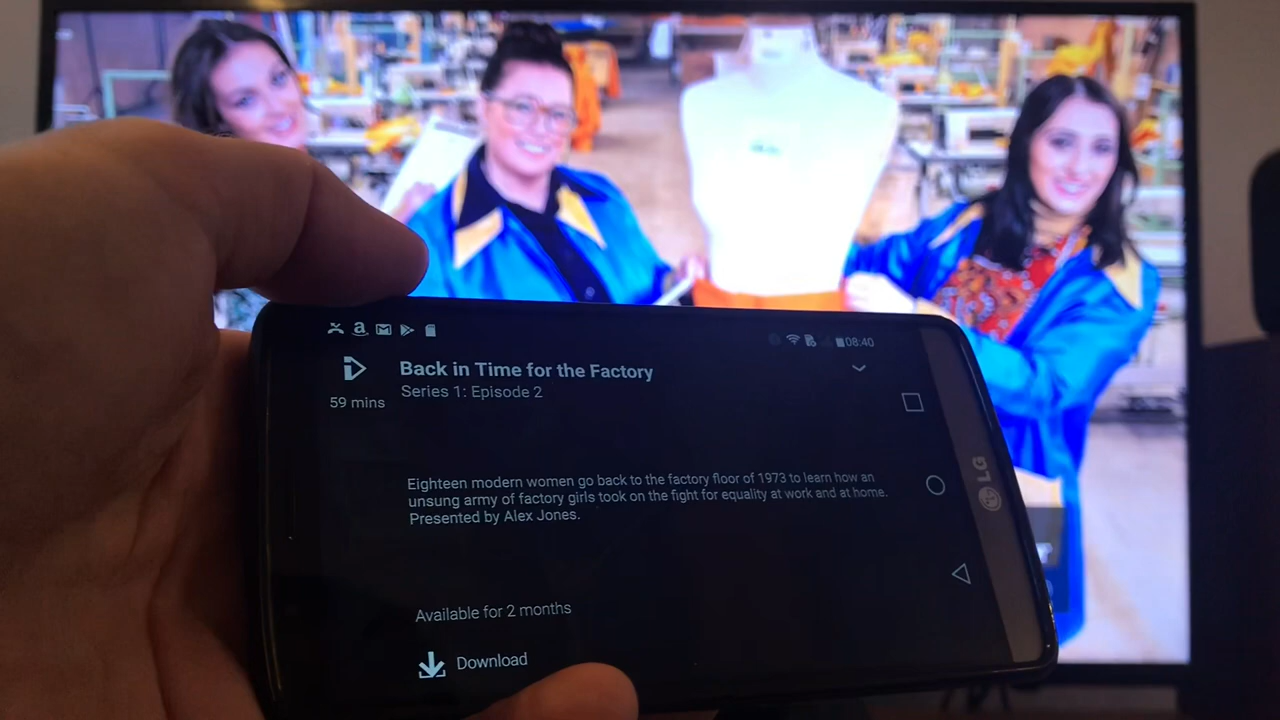 08:40
Back in Time for the Factory
Series 1: Episode 2
59 mins
Eighteen modern women go back to the factory floor of 1973 to learn how an
unsung army of factory girls took on the fight for equality at work and at home.
Presented by Alex Jones.
Available for 2 months
Download
LG